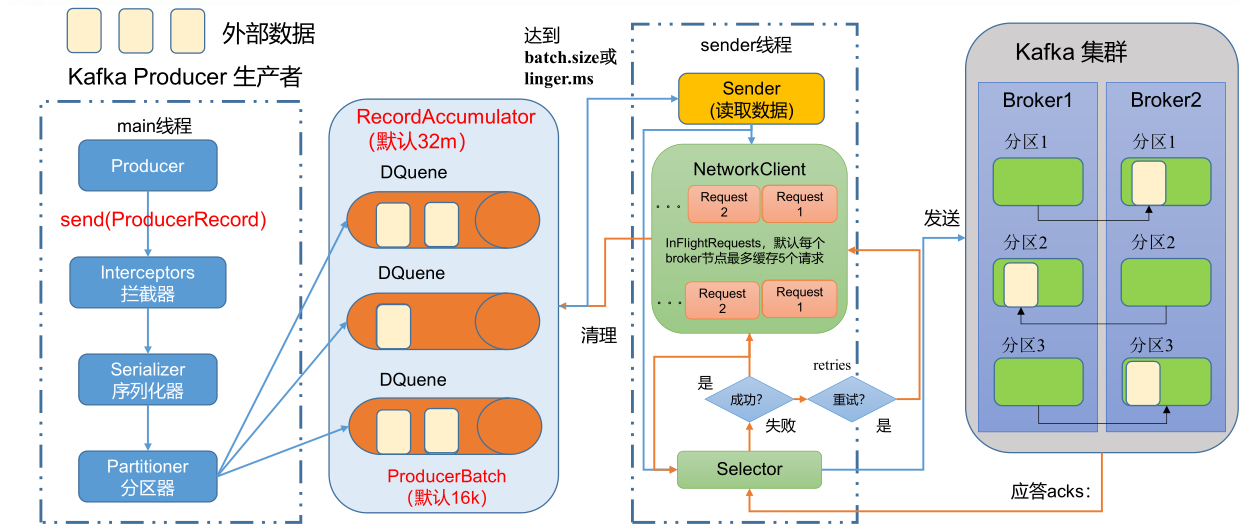 外部数据
Kafka Producer 生产者
main线程
Producer
send(ProducerRecord)
Interceptors
拦截器
Serializer
序列化器
Partitioner
分区器
RecordAccumulator
(默认32m)
DQuene
DQuene
DQuene
ProducerBatch
(默认16k)
达到
batch.size或
linger.ms
清理
sender线程
Sender
(读取数据)
NetworkClient
···
Request
2
Request
1
InFlightRequests，默认每个
broker节点最多缓存5个请求
···
Request
2
Request
1
retries
是
成功?
失败
重试?
是
Selector
发送
应答acks：
Kafka 集群
Broker1
分区1
分区2
分区3
Broker2
分区1
分区2
分区3